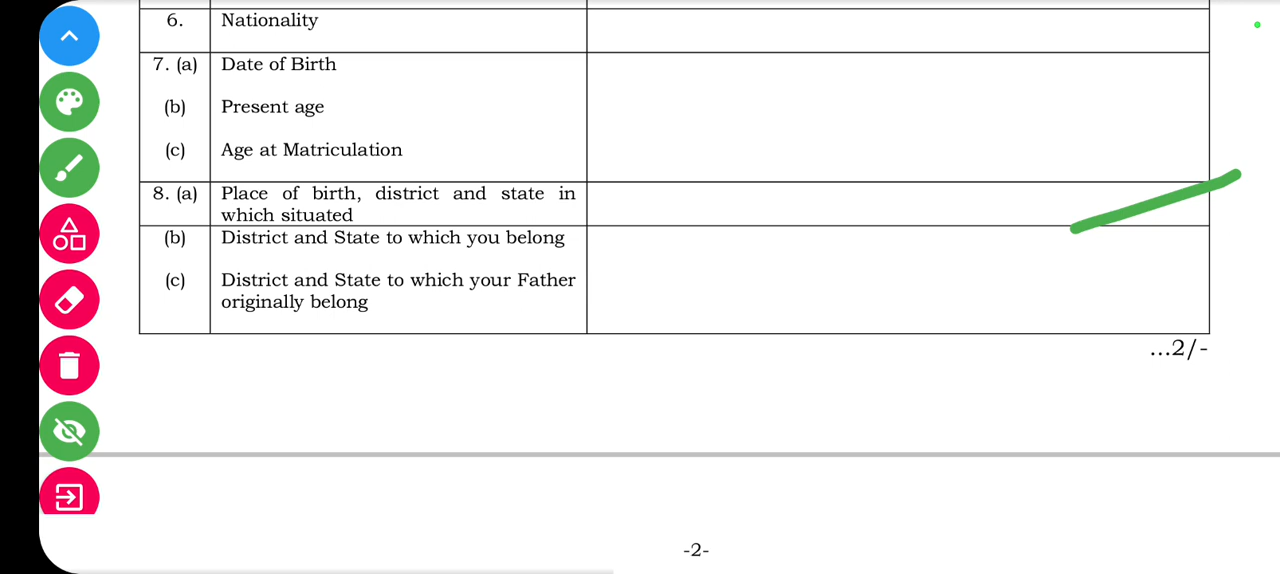 6. Nationality
7. (a) Date of Birth
(b) Present age
(c) Age at Matriculation
8. (a) Place of birth, district and state in
which situated
(b) District and State to which you belong
(c) District and State to which your Father
originally belong
...2/-
-2-